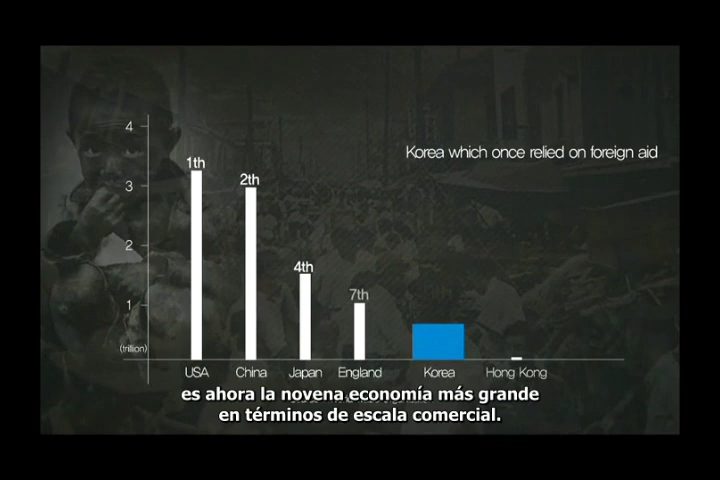 Korea which once relied on foreign aid
4
3
2
1
(trillion)
1th
2th
4th
7th
USA
China
Japan
England
Korea
Hong Kong
es ahora la novena economía más grande
en términos de escala comercial.